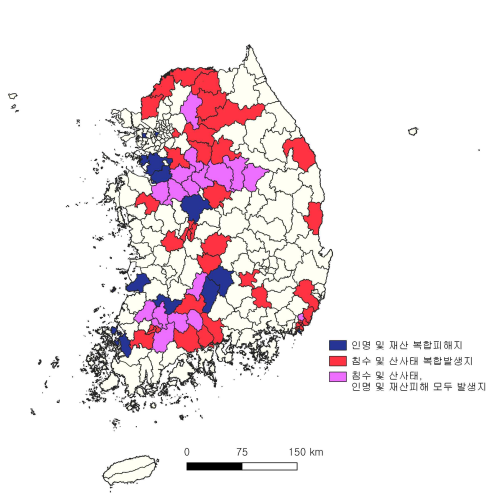 인명 및 재산 복합피해지
침수 및 산사태 복합발생지
침수 및 산사태,
인명 및 재산피해 모두 발생지
0 75 150 km